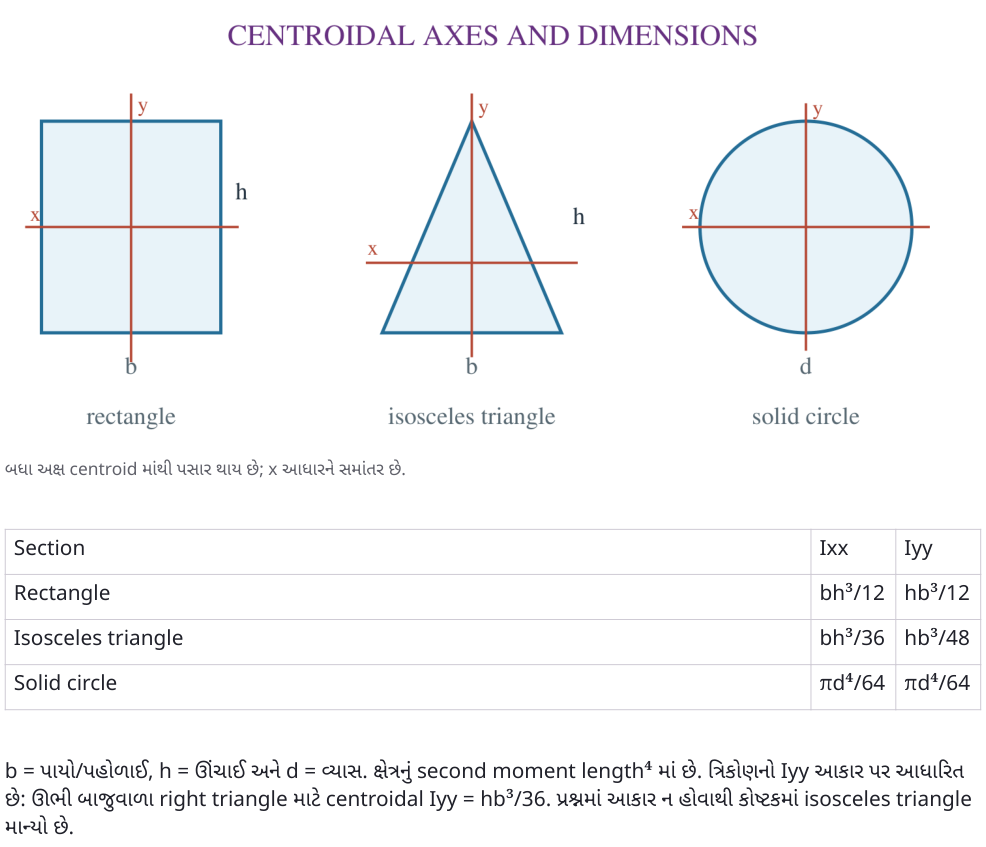 CENTROIDAL AXES AND DIMENSIONS
y
x
h
b
rectangle
y
x
h
b
isosceles triangle
y
x
d
solid circle
બધા અક્ષ centroid માંથી પસાર થાય છે; x આધારને સમાંતર છે.
Section Ixx Iyy
Rectangle bh³/12 hb³/12
Isosceles triangle bh³/36 hb³/48
Solid circle πd⁴/64 πd⁴/64
b = પાયો/પહોળાઈ, h = ઊંચાઈ અને d = વ્યાસ. ક્ષેત્રનું second moment length⁴ માં છે. ત્રિકોણનો Iyy આકાર પર આધારિત
છે: ઊભી બાજુવાળા right triangle માટે centroidal Iyy = hb³/36. પ્રશ્નમાં આકાર ન હોવાથી કોષ્ટકમાં isosceles triangle
માન્યો છે.